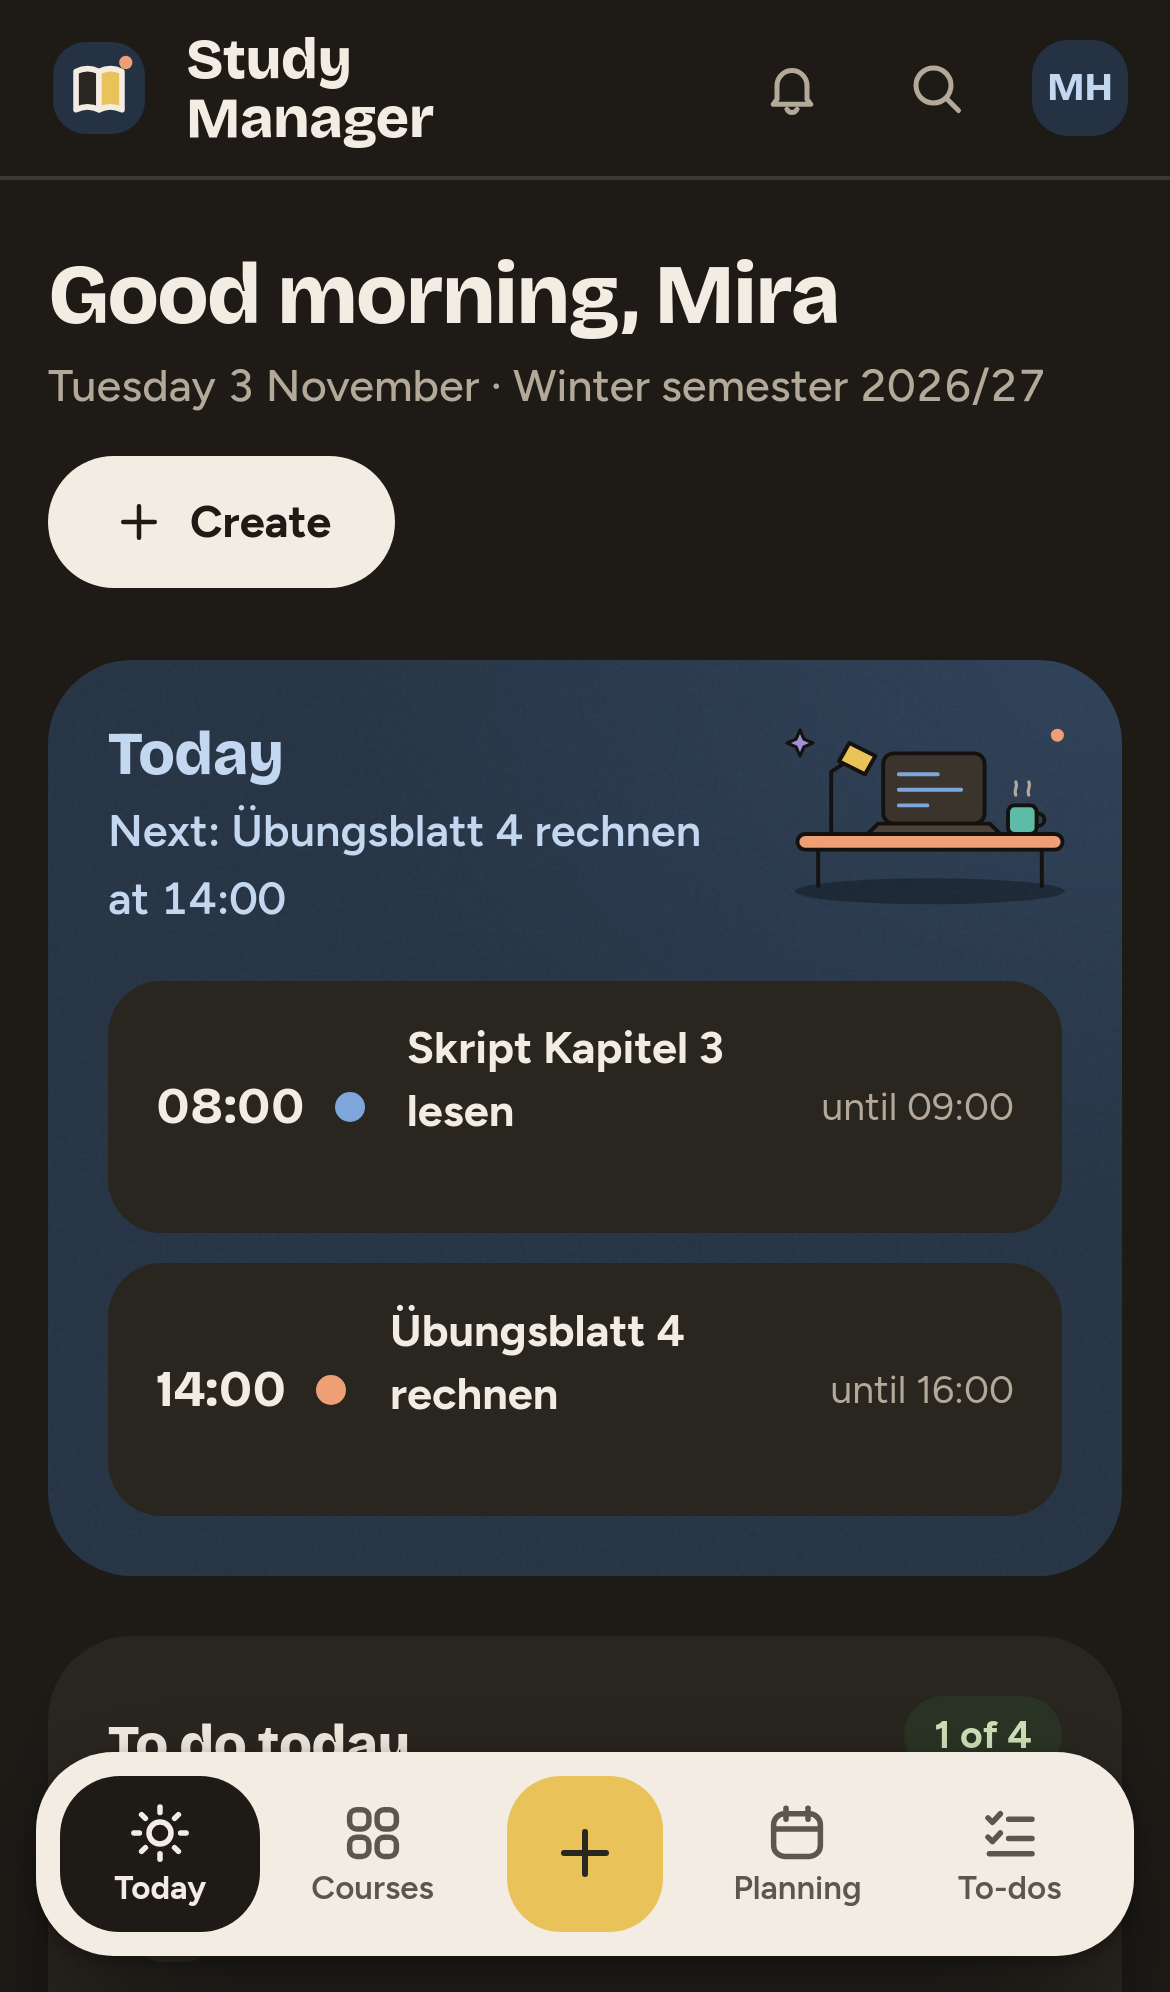 Study
Manager
MH
Good morning, Mira
Tuesday 3 November · Winter semester 2026/27
Create
Today
Next: Übungsblatt 4 rechnen
at 14:00
08:00
Skript Kapitel 3
lesen
until 09:00
14:00
Übungsblatt 4
rechnen
until 16:00
To do today
1 of 4
Today
Courses
Planning
To-dos